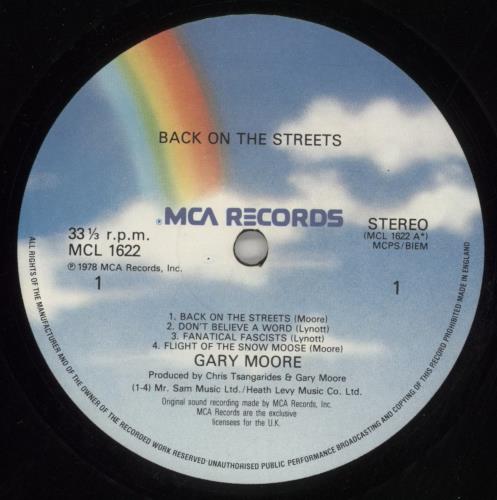 BACK ON THE STREETS
®MCA RECORDS
33⅓ r.p.m.
MCL 1622
℗ 1978 MCA Records, Inc.
1
STEREO
(MCL 1622 A*)
MCPS/BIEM
1
1. BACK ON THE STREETS (Moore)
2. DON'T BELIEVE A WORD (Lynott)
3. FANATICAL FASCISTS (Lynott)
4. FLIGHT OF THE SNOW MOOSE (Moore)
GARY MOORE
Produced by Chris Tsangarides & Gary Moore
(1-4) Mr. Sam Music Ltd./Heath Levy Music Co. Ltd.
Original sound recording made by MCA Records, Inc.
MCA Records are the exclusive
licensees for the U.K.
ALL RIGHTS OF THE MANUFACTURER AND OF THE OWNER OF THE RECORDED WORK RESERVED·UNAUTHORISED PUBLIC PERFORMANCE BROADCASTING AND COPYING OF THIS RECORD PROHIBITED MADE IN ENGLAND